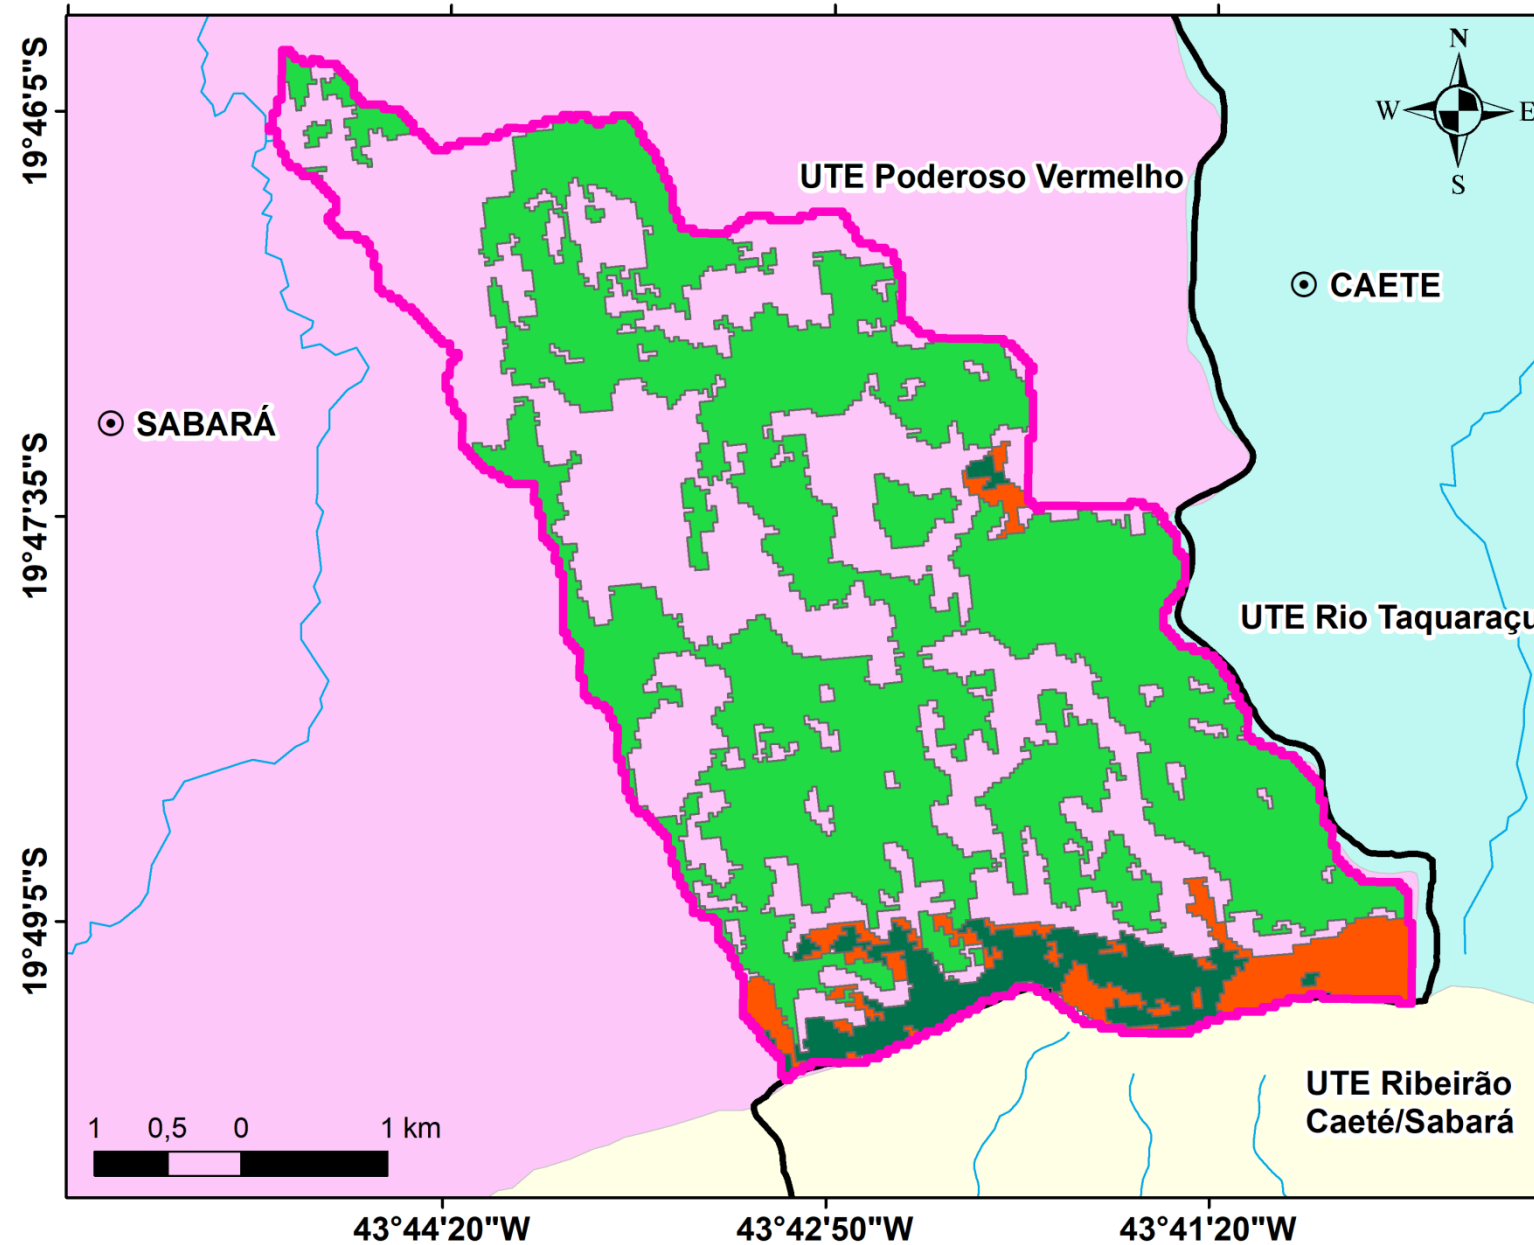 N
W E
S
19°46'5"S
UTE Poderoso Vermelho
CAETE
SABARÁ
19°47'35"S
UTE Rio Taquaraçu
19°49'5"S
UTE Ribeirão
Caeté/Sabará
1 0,5 0 1 km
43°44'20"W 43°42'50"W 43°41'20"W